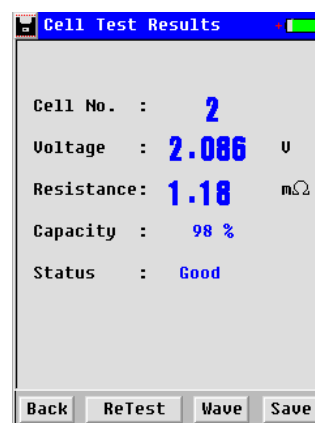 Cell Test Results
Cell No. : 2
Voltage : 2.086 V
Resistance: 1.18 mΩ
Capacity : 98 %
Status : Good
Back ReTest Wave Save